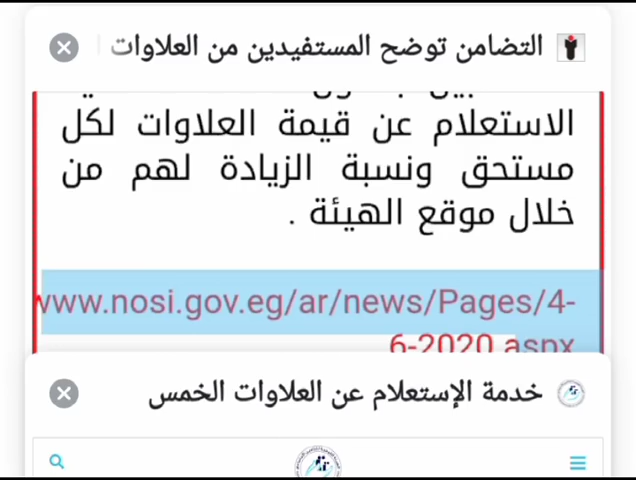 التضامن توضح المستفيدين من العلاوات
الاستعلام عن قيمة العلاوات لكل
مستحق ونسبة الزيادة لهم من
خلال موقع الهيئة .
www.nosi.gov.eg/ar/news/Pages/4-
6-2020.aspx
خدمة الإستعلام عن العلاوات الخمس